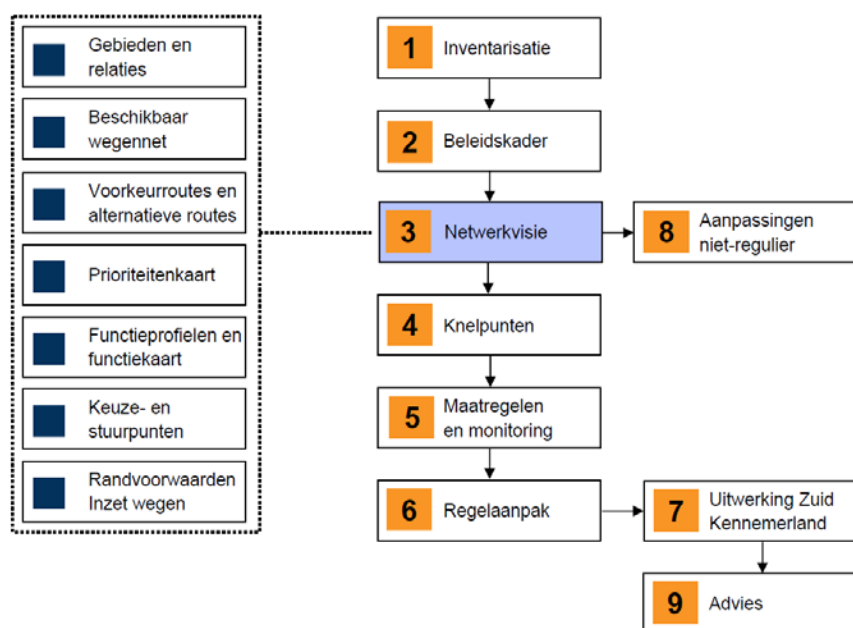 Gebieden en
relaties
Beschikbaar
wegennet
Voorkeurroutes en
alternatieve routes
Prioriteitenkaart
Functieprofielen en
functiekaart
Keuze- en
stuurpunten
Randvoorwaarden
Inzet wegen
1 Inventarisatie
2 Beleidskader
3 Netwerkvisie
8 Aanpassingen
niet-regulier
4 Knelpunten
5 Maatregelen
en monitoring
6 Regelaanpak
7 Uitwerking Zuid
Kennemerland
9 Advies